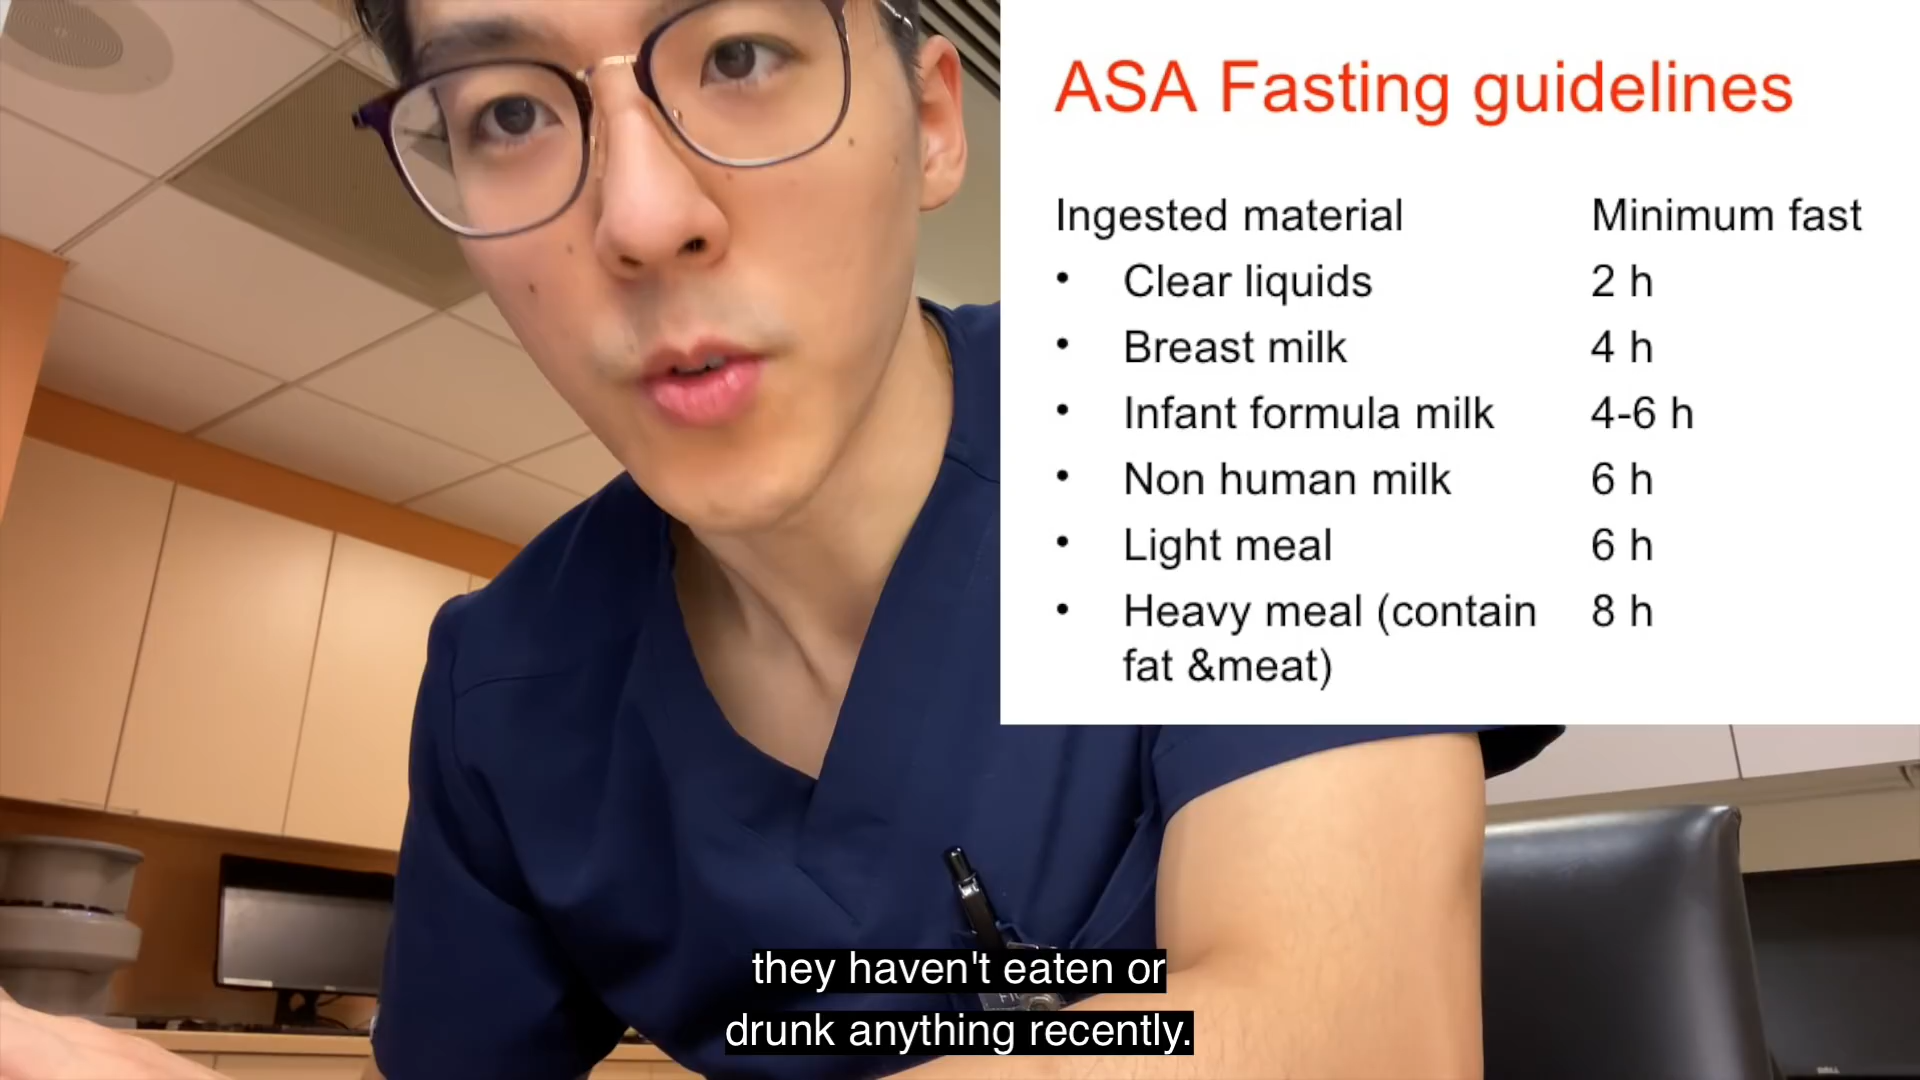 ASA Fasting guidelines
Ingested material Minimum fast
• Clear liquids 2 h
• Breast milk 4 h
• Infant formula milk 4-6 h
• Non human milk 6 h
• Light meal 6 h
• Heavy meal (contain 8 h
fat &meat)
they haven't eaten or
drunk anything recently.
DELL